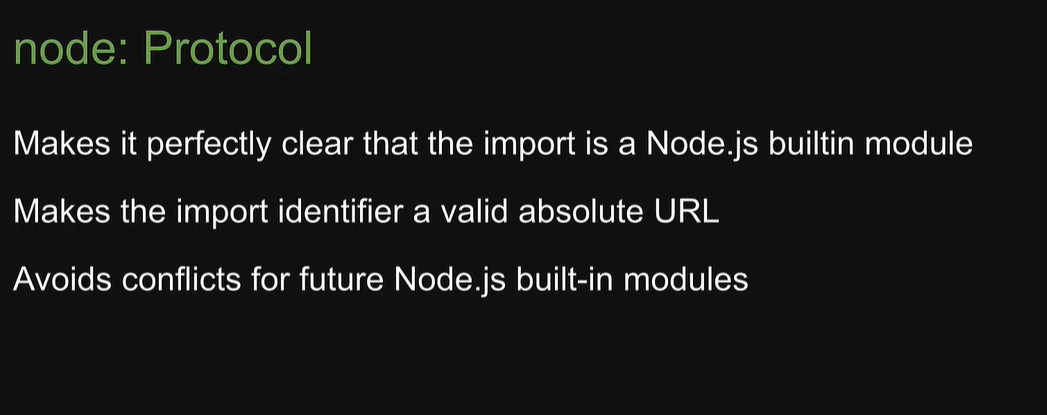 node: Protocol
Makes it perfectly clear that the import is a Node.js builtin module
Makes the import identifier a valid absolute URL
Avoids conflicts for future Node.js built-in modules